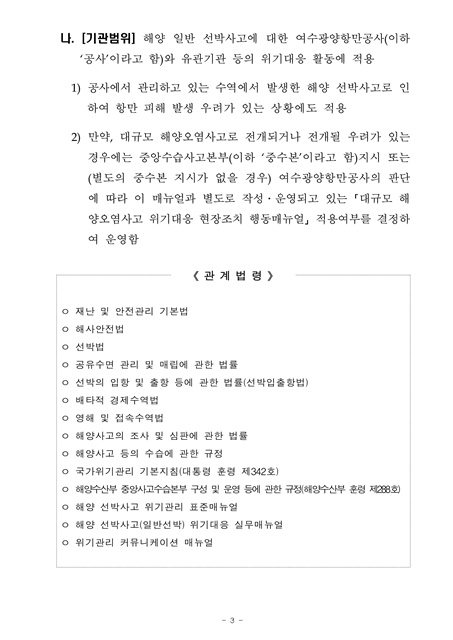 나. [기관범위] 해양 일반 선박사고에 대한 여수광양항만공사(이하
‘공사’이라고 함)와 유관기관 등의 위기대응 활동에 적용
1) 공사에서 관리하고 있는 수역에서 발생한 해양 선박사고로 인
하여 항만 피해 발생 우려가 있는 상황에도 적용
2) 만약, 대규모 해양오염사고로 전개되거나 전개될 우려가 있는
경우에는 중앙수습사고본부(이하 ‘중수본’이라고 함)지시 또는
(별도의 중수본 지시가 없을 경우) 여수광양항만공사의 판단
에 따라 이 매뉴얼과 별도로 작성・운영되고 있는 「대규모 해
양오염사고 위기대응 현장조치 행동매뉴얼」 적용여부를 결정하
여 운영함
《 관 계 법 령 》
ㅇ 재난 및 안전관리 기본법
ㅇ 해사안전법
ㅇ 선박법
ㅇ 공유수면 관리 및 매립에 관한 법률
ㅇ 선박의 입항 및 출항 등에 관한 법률(선박입출항법)
ㅇ 배타적 경제수역법
ㅇ 영해 및 접속수역법
ㅇ 해양사고의 조사 및 심판에 관한 법률
ㅇ 해양사고 등의 수습에 관한 규정
ㅇ 국가위기관리 기본지침(대통령 훈령 제342호)
ㅇ 해양수산부 중앙사고수습본부 구성 및 운영 등에 관한 규정(해양수산부 훈령 제288호)
ㅇ 해양 선박사고 위기관리 표준매뉴얼
ㅇ 해양 선박사고(일반선박) 위기대응 실무매뉴얼
ㅇ 위기관리 커뮤니케이션 매뉴얼
- 3 -